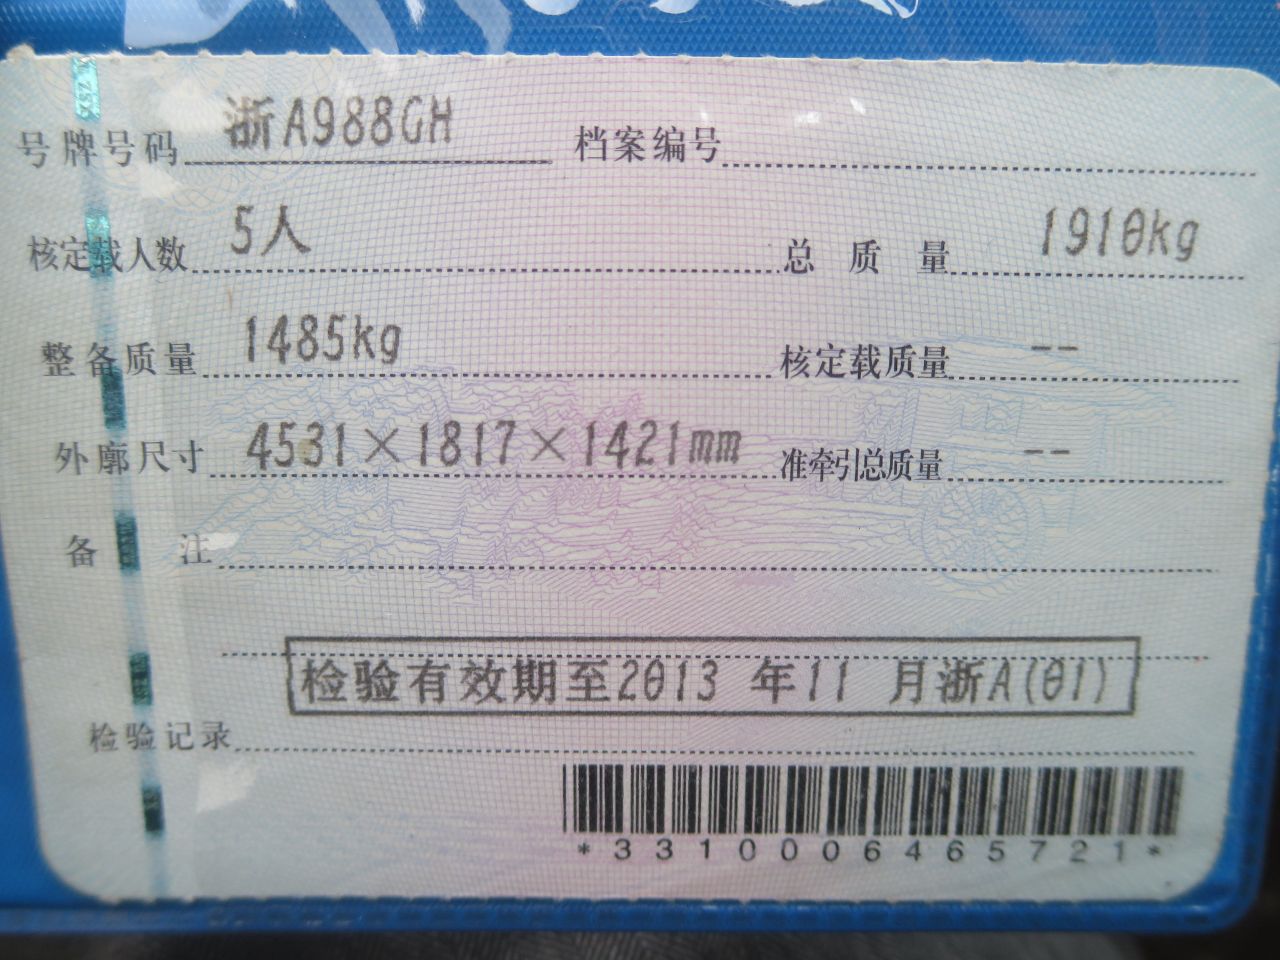 号牌号码 浙A988GH 档案编号
核定载人数 5人 总质量 1910kg
整备质量 1485kg 核定载质量 --
外廓尺寸 4531×1817×1421mm 准牵引总质量 --
备注
检验有效期至2013 年11 月浙A(01)
检验记录
*3310006465721*